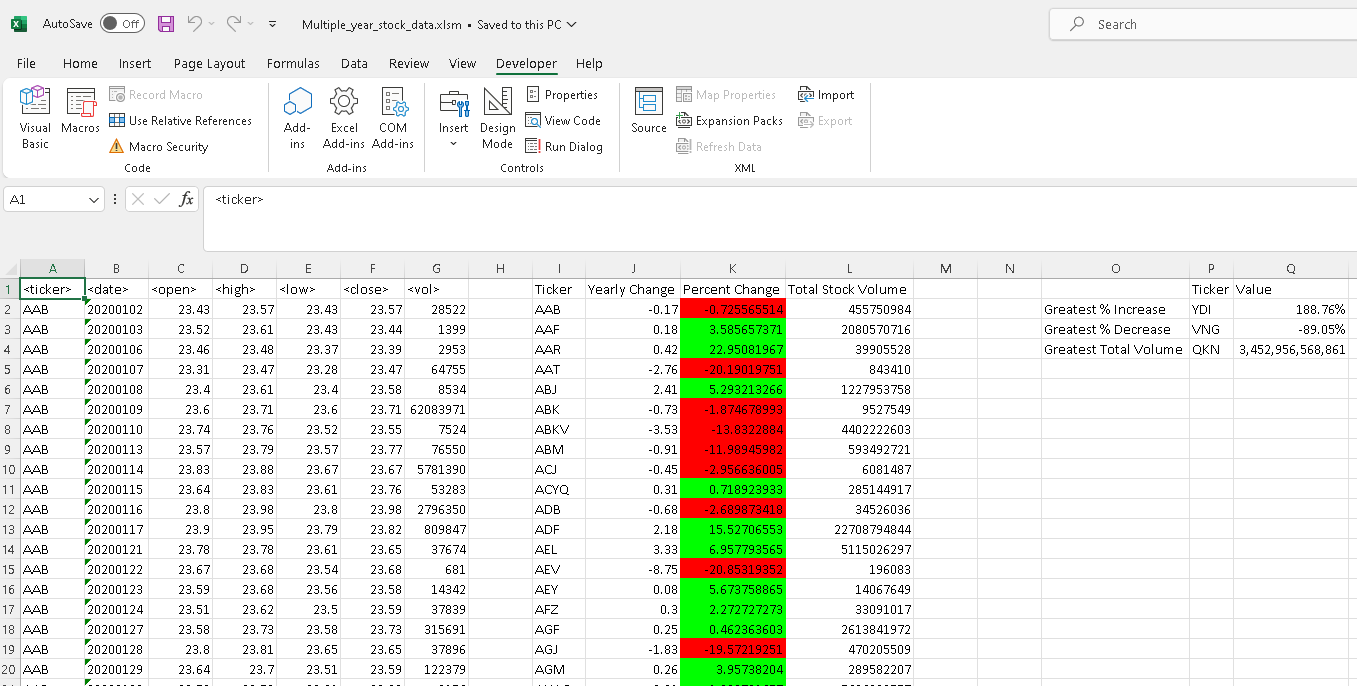 AutoSave Off Multiple_year_stock_data.xlsm • Saved to this PC Search
File Home Insert Page Layout Formulas Data Review View Developer Help
Visual Basic
Macros
Record Macro
Use Relative References
Macro Security
Code
Add-ins
Excel Add-ins
COM Add-ins
Add-ins
Insert
Design Mode
Properties
View Code
Run Dialog
Controls
Source
Map Properties
Expansion Packs
Refresh Data
Import
Export
XML
A1 fx <ticker>
A B C D E F G H I J K L M N O P Q
1 <ticker> <date> <open> <high> <low> <close> <vol> Ticker Yearly Change Percent Change Total Stock Volume Ticker Value
2 AAB 20200102 23.43 23.57 23.43 23.57 28522 AAB -0.17 -0.725565514 455750984 Greatest % Increase YDI 188.76%
3 AAB 20200103 23.52 23.61 23.43 23.44 1399 AAF 0.18 3.585657371 2080570716 Greatest % Decrease VNG -89.05%
4 AAB 20200106 23.46 23.48 23.37 23.39 2953 AAR 0.42 22.95081967 39905528 Greatest Total Volume QKN 3,452,956,568,861
5 AAB 20200107 23.31 23.47 23.28 23.47 64755 AAT -2.76 -20.19019751 843410
6 AAB 20200108 23.4 23.61 23.4 23.58 8534 ABJ 2.41 5.293213266 1227953758
7 AAB 20200109 23.6 23.71 23.6 23.71 62083971 ABK -0.73 -1.874678993 9527549
8 AAB 20200110 23.74 23.76 23.52 23.55 7524 ABKV -3.53 -13.8322884 4402222603
9 AAB 20200113 23.57 23.79 23.57 23.77 76550 ABM -0.91 -11.98945982 593492721
10 AAB 20200114 23.83 23.88 23.67 23.67 5781390 ACJ -0.45 -2.956636005 6081487
11 AAB 20200115 23.64 23.83 23.61 23.76 53283 ACYQ 0.31 0.718923933 285144917
12 AAB 20200116 23.8 23.98 23.8 23.98 2796350 ADB -0.68 -2.689873418 34526036
13 AAB 20200117 23.9 23.95 23.79 23.82 809847 ADF 2.18 15.52706553 22708794844
14 AAB 20200121 23.78 23.78 23.61 23.65 37674 AEL 3.33 6.957793565 5115026297
15 AAB 20200122 23.67 23.68 23.54 23.68 681 AEV -8.75 -20.85319352 196083
16 AAB 20200123 23.59 23.68 23.56 23.58 14342 AEY 0.08 5.673758865 14067649
17 AAB 20200124 23.51 23.62 23.5 23.59 37839 AFZ 0.3 2.272727273 33091017
18 AAB 20200127 23.58 23.73 23.58 23.73 315691 AGF 0.25 0.462363603 2613841972
19 AAB 20200128 23.8 23.81 23.65 23.65 37896 AGJ -1.83 -19.57219251 470205509
20 AAB 20200129 23.64 23.7 23.51 23.59 122379 AGM 0.26 3.95738204 289582207